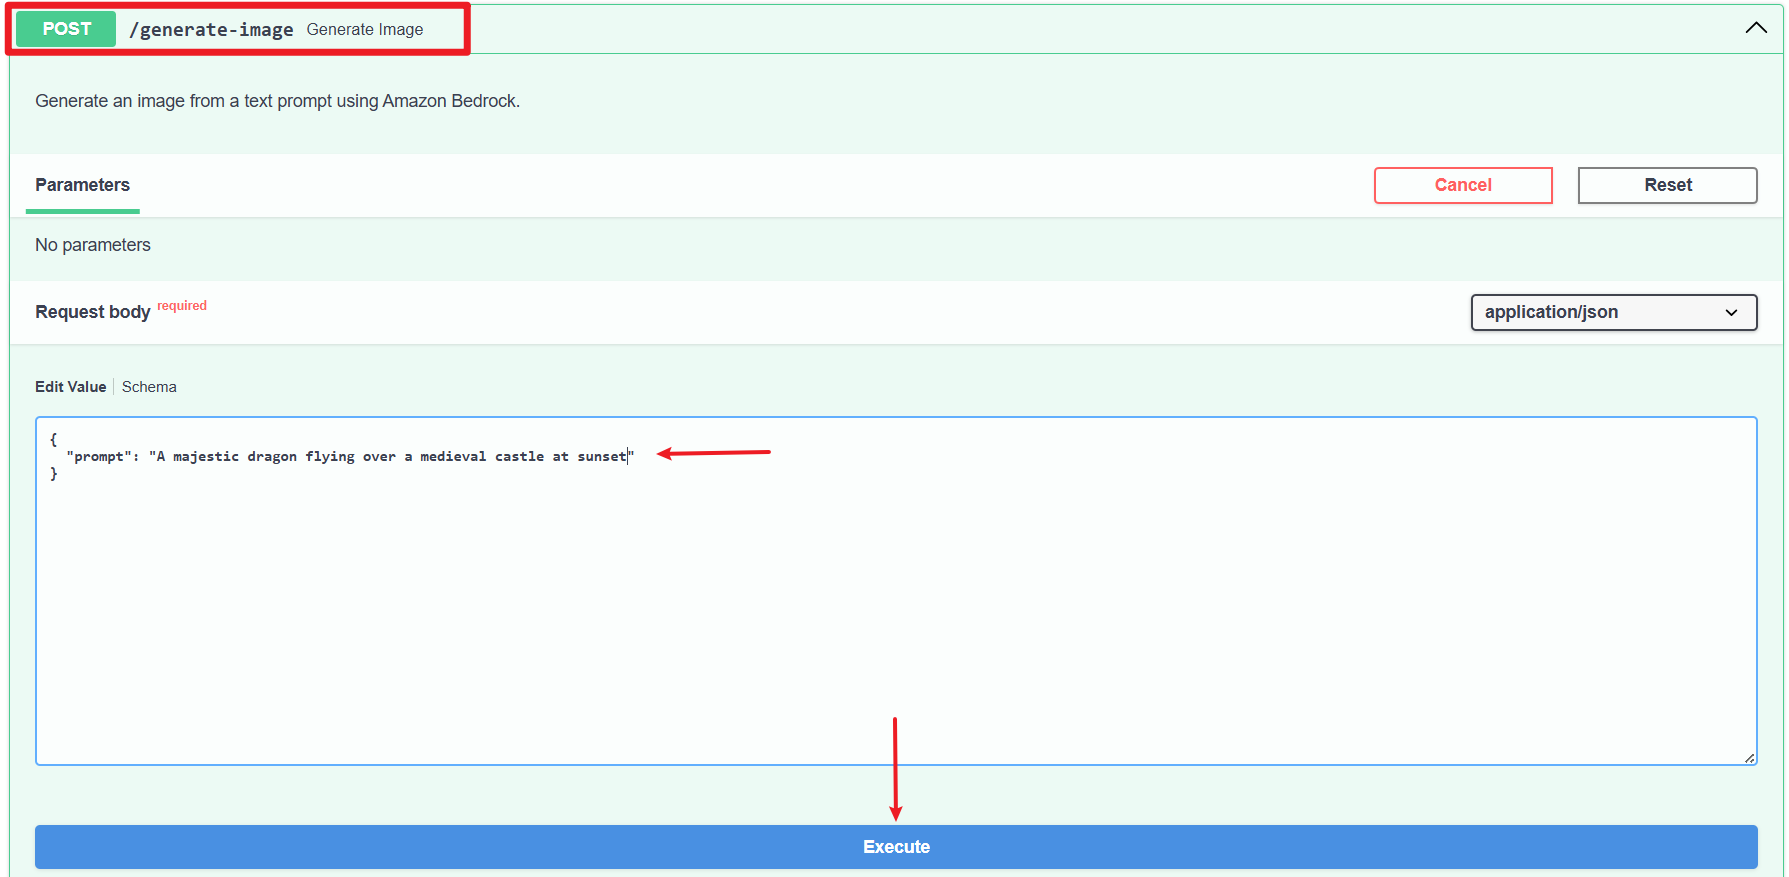 POST /generate-image Generate Image
Generate an image from a text prompt using Amazon Bedrock.
Parameters
Cancel
Reset
No parameters
Request body required
application/json
Edit Value | Schema
{
  "prompt": "A majestic dragon flying over a medieval castle at sunset"
}
Execute